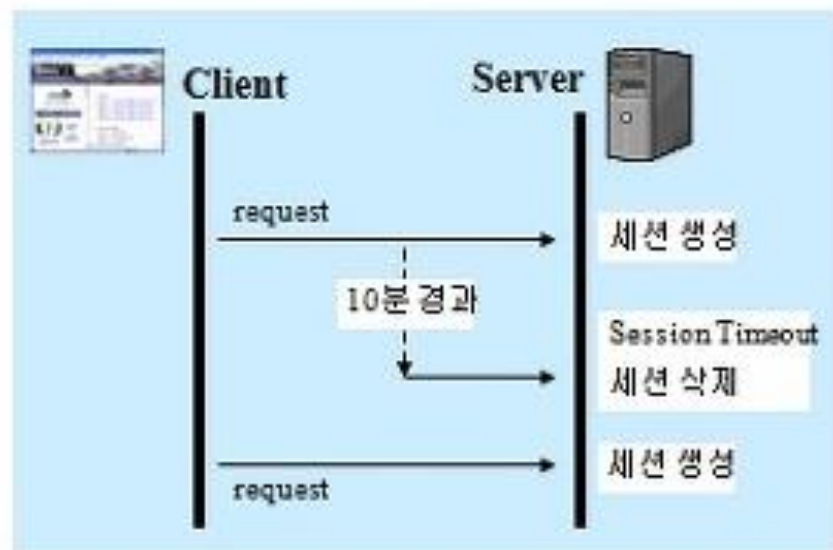 Client
Server
request
세션 생성
10분 경과
Session Timeout
세션 삭제
세션 생성
request